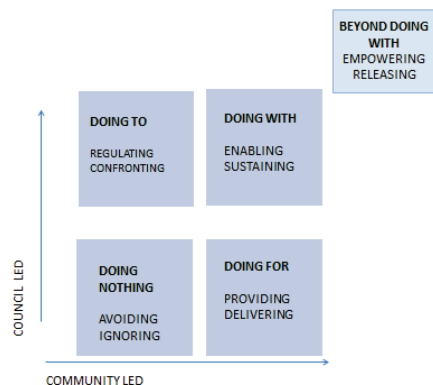 BEYOND DOING
WITH
EMPOWERING
RELEASING
DOING TO
REGULATING
CONFRONTING
DOING WITH
ENABLING
SUSTAINING
DOING
NOTHING
AVOIDING
IGNORING
DOING FOR
PROVIDING
DELIVERING
COUNCIL LED
COMMUNITY LED